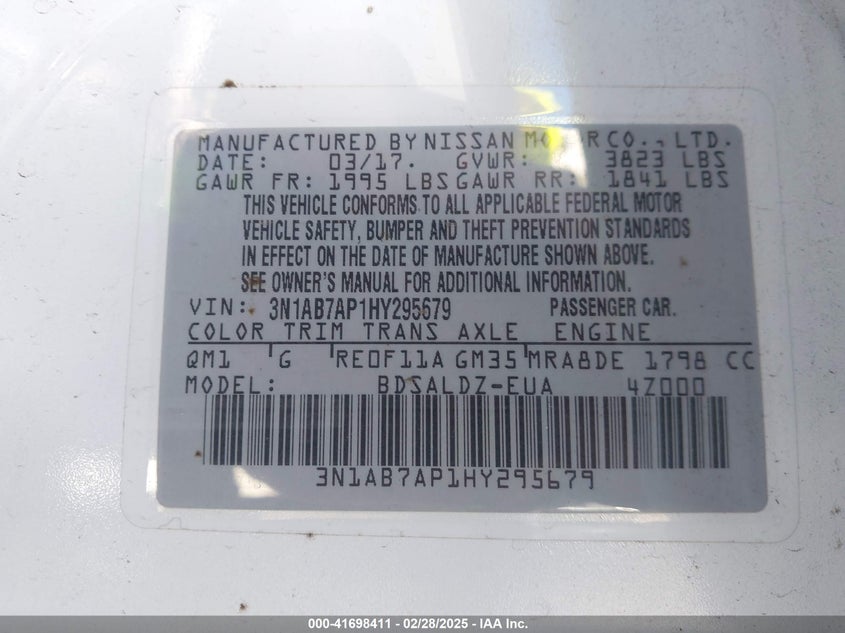 MANUFACTURED BY NISSAN MOTOR CO., LTD.
DATE: 03/17. GVWR: 3823 LBS
GAWR FR: 1995 LBS GAWR RR: 1841 LBS
THIS VEHICLE CONFORMS TO ALL APPLICABLE FEDERAL MOTOR
VEHICLE SAFETY, BUMPER AND THEFT PREVENTION STANDARDS
IN EFFECT ON THE DATE OF MANUFACTURE SHOWN ABOVE.
SEE OWNER'S MANUAL FOR ADDITIONAL INFORMATION.
VIN: 3N1AB7AP1HY295679 PASSENGER CAR.
COLOR TRIM TRANS AXLE ENGINE
QM1 G RE0F11A GM35 MRA8DE 1798 CC
MODEL: BDSALDZ-EUA 4Z000
3N1AB7AP1HY295679
000-41698411 - 02/28/2025 - IAA Inc.